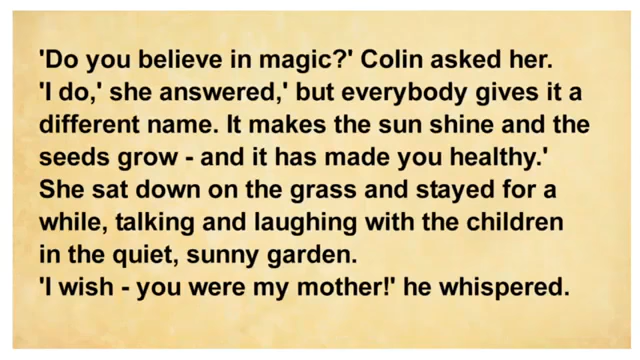 'Do you believe in magic?' Colin asked her.
'I do,' she answered,' but everybody gives it a
different name. It makes the sun shine and the
seeds grow - and it has made you healthy.'
She sat down on the grass and stayed for a
while, talking and laughing with the children
in the quiet, sunny garden.
'I wish - you were my mother!' he whispered.